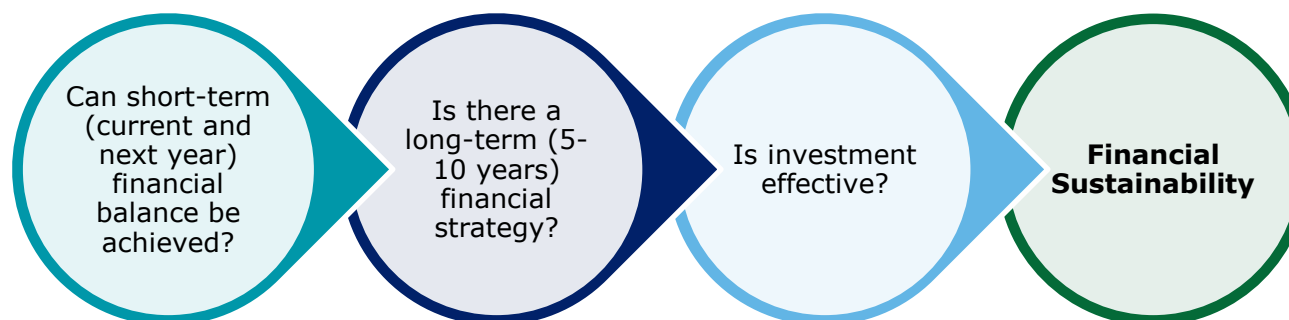 Can short-term
(current and
next year)
financial
balance be
achieved?
Is there a
long-term (5-
10 years)
financial
strategy?
Is investment
effective?
Financial
Sustainability